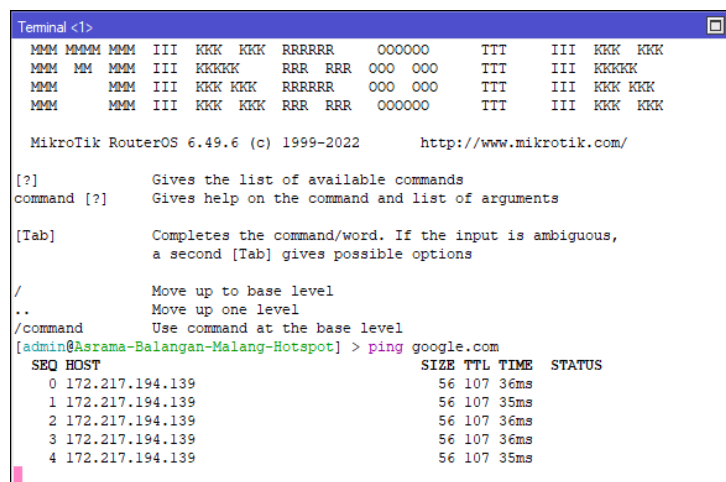 Terminal <1>
MMM MMMM MMM III KKK KKK RRRRRR OOOOOO TTT III KKK KKK
MMM MM MMM III KKKKK RRR RRR OOO OOO TTT III KKKKK
MMM MMM III KKK KKK RRRRRR OOO OOO TTT III KKK KKK
MMM MMM III KKK KKK RRR RRR OOOOOO TTT III KKK KKK
MikroTik RouterOS 6.49.6 (c) 1999-2022 http://www.mikrotik.com/
[?] Gives the list of available commands
command [?] Gives help on the command and list of arguments
[Tab] Completes the command/word. If the input is ambiguous,
a second [Tab] gives possible options
/ Move up to base level
.. Move up one level
/command Use command at the base level
[admin@Asrama-Balangan-Malang-Hotspot] > ping google.com
SEQ HOST SIZE TTL TIME STATUS
0 172.217.194.139 56 107 36ms
1 172.217.194.139 56 107 35ms
2 172.217.194.139 56 107 36ms
3 172.217.194.139 56 107 36ms
4 172.217.194.139 56 107 35ms